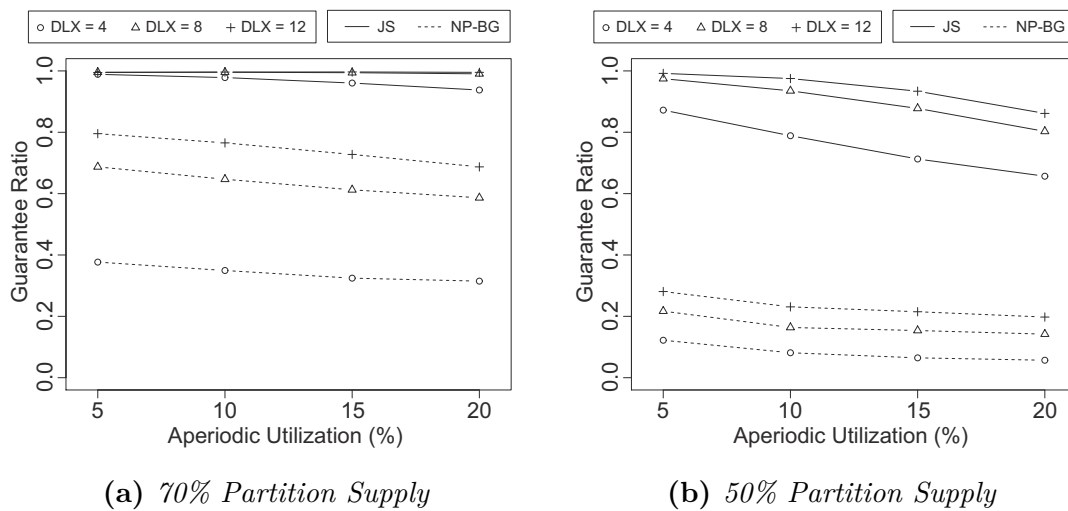 DLX = 4 DLX = 8 DLX = 12 JS NP-BG
Guarantee Ratio
1.0
0.8
0.6
0.4
0.2
0.0
5 10 15 20
Aperiodic Utilization (%)
(a) 70% Partition Supply
DLX = 4 DLX = 8 DLX = 12 JS NP-BG
Guarantee Ratio
1.0
0.8
0.6
0.4
0.2
0.0
5 10 15 20
Aperiodic Utilization (%)
(b) 50% Partition Supply